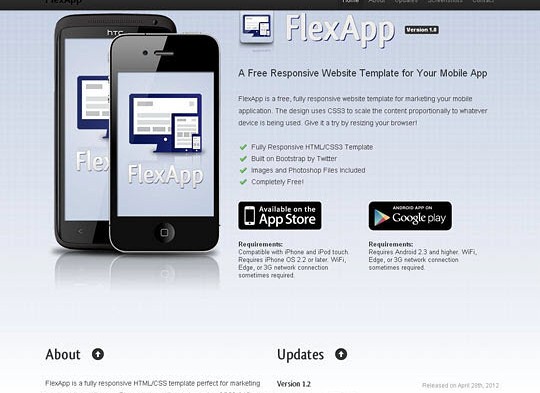 FlexApp
Home About Updates Screenshots Contact
FlexApp Version 1.0
A Free Responsive Website Template for Your Mobile App
FlexApp is a free, fully responsive website template for marketing your mobile
application. The design uses CSS3 to scale the content proportionally to whatever
device is being used. Give it a try by resizing your browser!
Fully Responsive HTML/CSS3 Template
Built on Bootstrap by Twitter
Images and Photoshop Files Included
Completely Free!
hTC
Flex
FlexApp
Available on the
App Store
ANDROID APP ON
Google play
Requirements:
Compatible with iPhone and iPod touch.
Requires iPhone OS 2.2 or later. WiFi,
Edge, or 3G network connection
sometimes required.
Requirements:
Requires Android 2.3 and higher. WiFi,
Edge, or 3G network connection
sometimes required.
About
FlexApp is a fully responsive HTML/CSS template perfect for marketing
Updates
Version 1.2
Released on April 29th, 2012